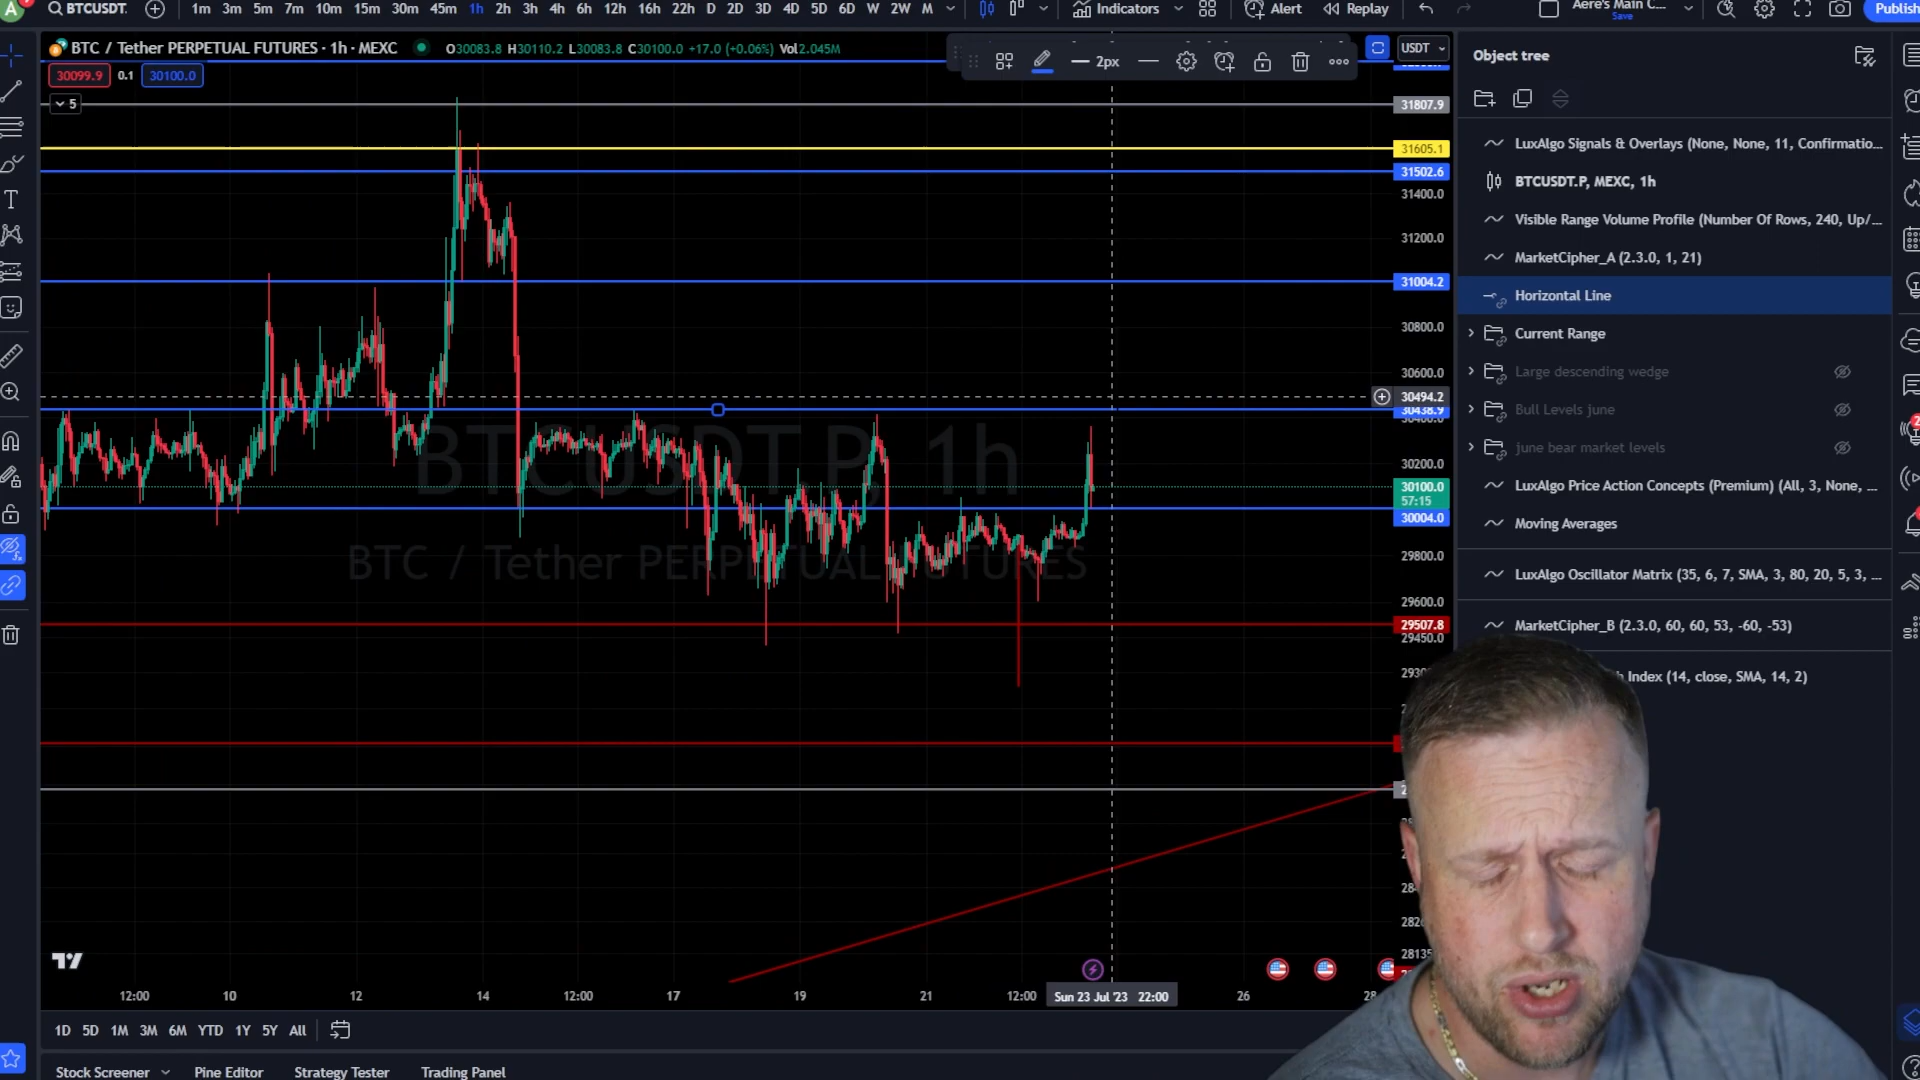 A
BTCUSDT.
1m 3m 5m 7m 10m 15m 30m 45m 1h 2h 3h 4h 6h 12h 16h 22h D 2D 3D 4D 5D 6D W 2W M
Indicators
Alert
Replay
Aere's Main C...
Save
Publish
BTC / Tether PERPETUAL FUTURES · 1h · MEXC
O30083.8 H30110.2 L30083.8 C30100.0 +17.0 (+0.06%) Vol2.045M
30099.9 0.1 30100.0
5
2px
USDT
31807.9
31605.1
31502.6
31400.0
31200.0
31004.2
30800.0
30600.0
30494.2
30438.9
30400.0
30200.0
30100.0
57:15
30004.0
29800.0
29600.0
29507.8
29450.0
28135
BTCUSDT.P, 1h
BTC / Tether PERPETUAL FUTURES
12:00 10 12 14 12:00 17 19 21 12:00 Sun 23 Jul '23 22:00 26 28
1D 5D 1M 3M 6M YTD 1Y 5Y All
Stock Screener
Pine Editor
Strategy Tester
Trading Panel
Object tree
LuxAlgo Signals & Overlays (None, None, 11, Confirmatio...
BTCUSDT.P, MEXC, 1h
Visible Range Volume Profile (Number Of Rows, 240, Up/...
MarketCipher_A (2.3.0, 1, 21)
Horizontal Line
Current Range
Large descending wedge
Bull Levels june
june bear market levels
LuxAlgo Price Action Concepts (Premium) (All, 3, None, ...
Moving Averages
LuxAlgo Oscillator Matrix (35, 6, 7, SMA, 3, 80, 20, 5, 3, ...
MarketCipher_B (2.3.0, 60, 60, 53, -60, -53)
Index (14, close, SMA, 14, 2)